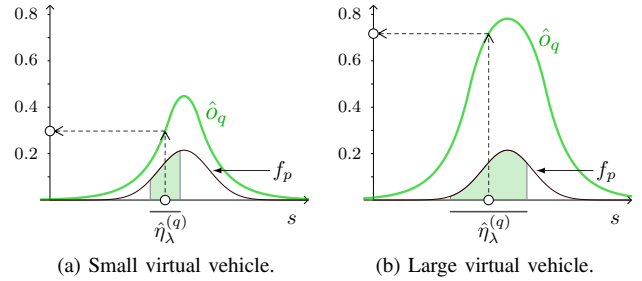 0.8
0.6
0.4
0.2
ô_q
f_p
s
η̂_λ^(q)
(a) Small virtual vehicle.
0.8
0.6
0.4
0.2
ô_q
f_p
s
η̂_λ^(q)
(b) Large virtual vehicle.